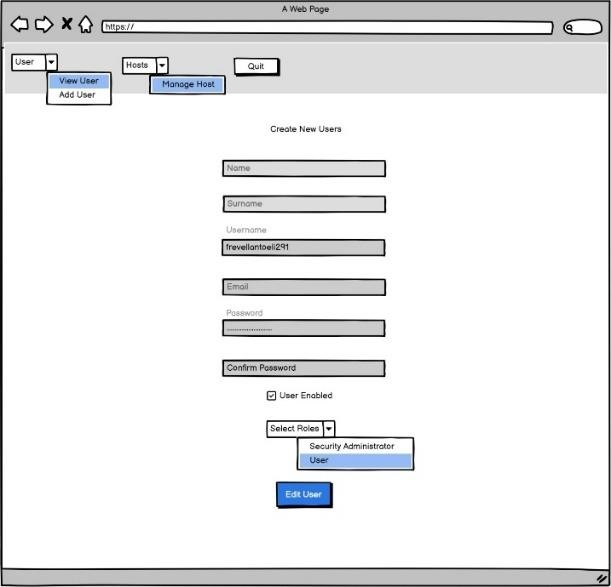 A Web Page
https://
User
Hosts
Quit
View User
Manage Host
Add User
Create New Users
Name
Surname
Username
frevellantoeli291
Email
Password
Confirm Password
User Enabled
Select Roles
Security Administrator
User
Edit User